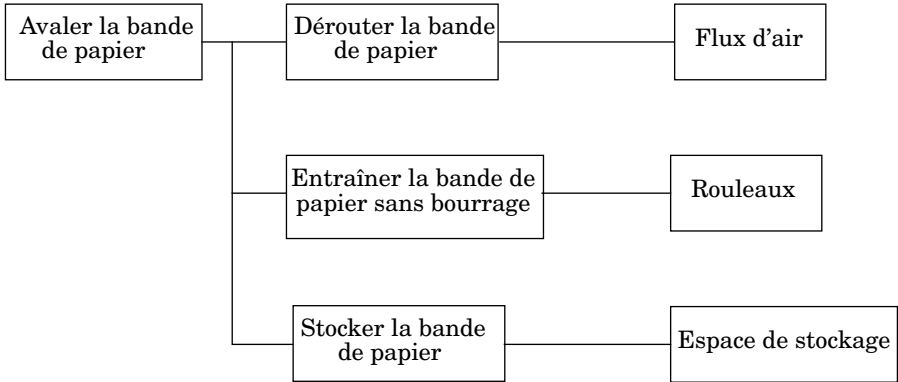 Avaler la bande
de papier
Dérouter la bande
de papier
Flux d'air
Entraîner la bande de
papier sans bourrage
Rouleaux
Stocker la bande
de papier
Espace de stockage